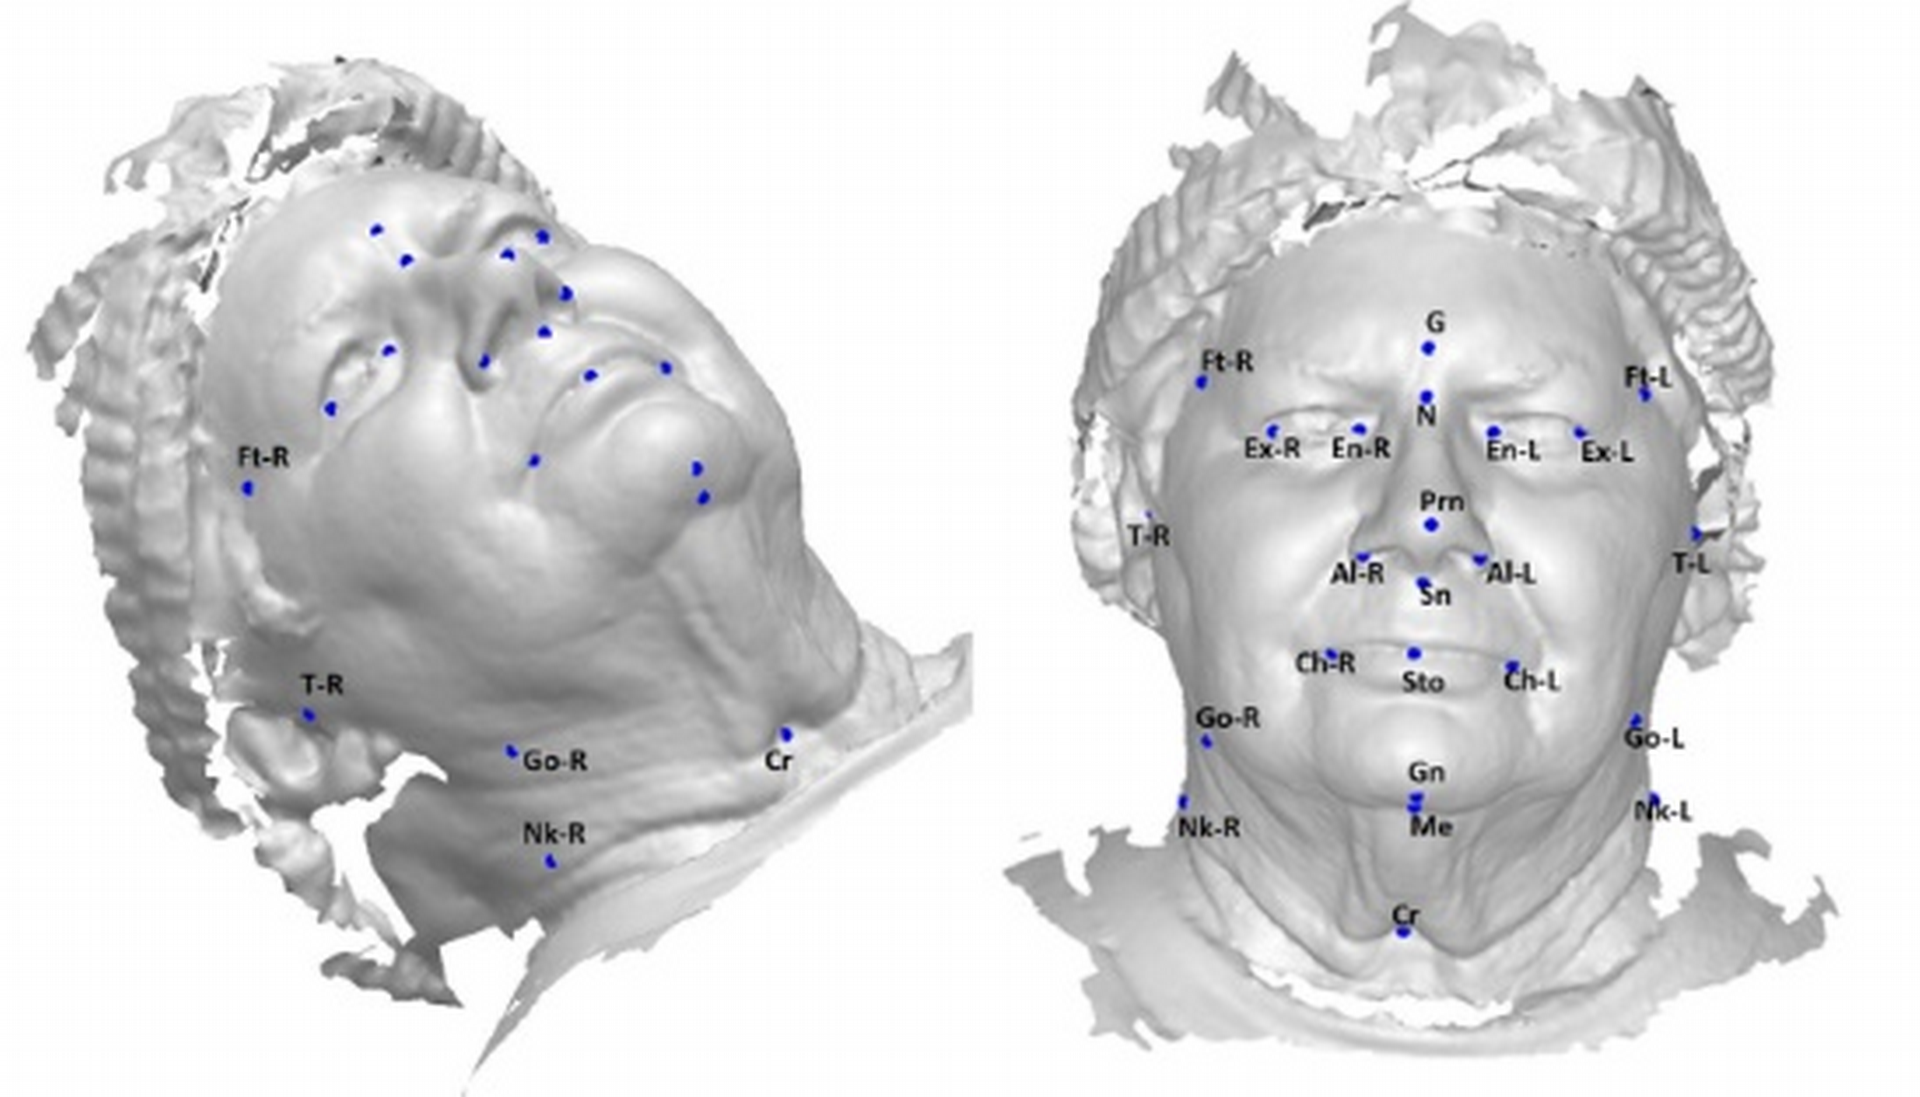 Ft-R
T-R
Go-R
Cr
Nk-R
G
Ft-R
Ft-L
N
Ex-R
En-R
En-L
Ex-L
Prn
T-R
Al-R
Al-L
T-L
Sn
Ch-R
Sto
Ch-L
Go-R
Go-L
Gn
Nk-R
Me
Nk-L
Cr